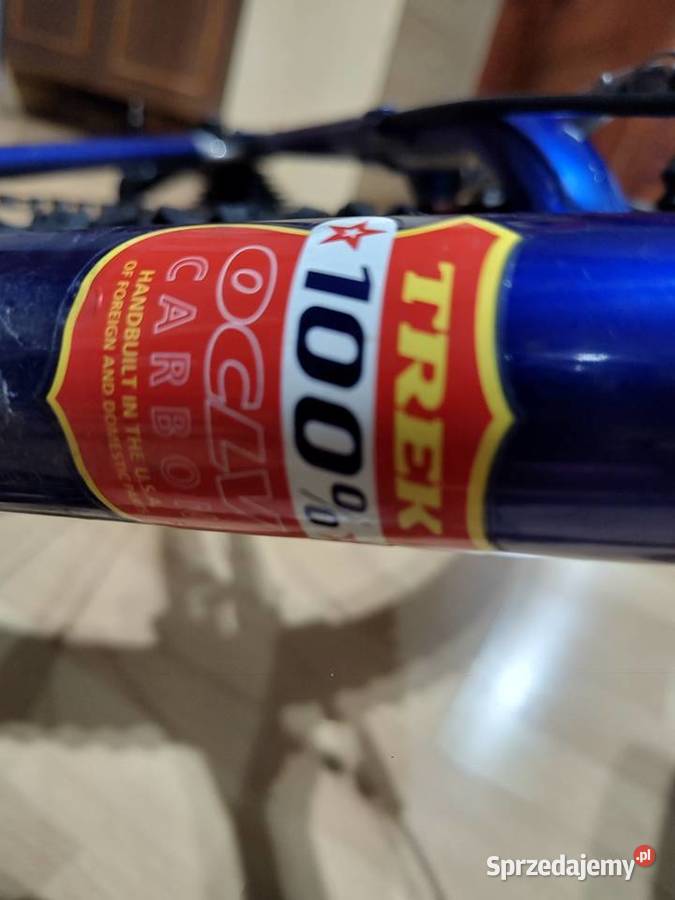 TREK
100%
OCLV
CARBON
HANDBUILT IN THE U.S.A.
OF FOREIGN AND DOMESTIC
Sprzedajemy.pl